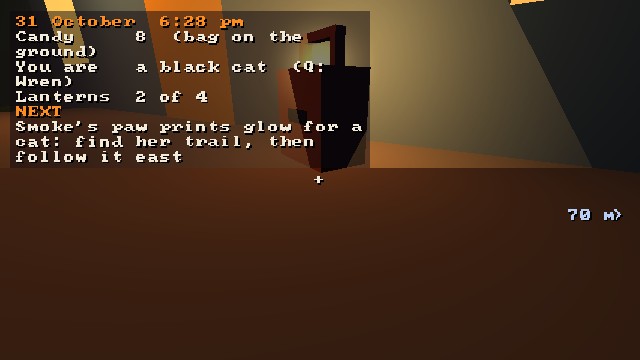 31 October  6:28 pm
Candy    8  (bag on the
ground)
You are    a black cat  (Q:
Wren)
Lanterns   2 of 4
NEXT
Smoke's paw prints glow for a
cat: find her trail, then
follow it east
70 m>